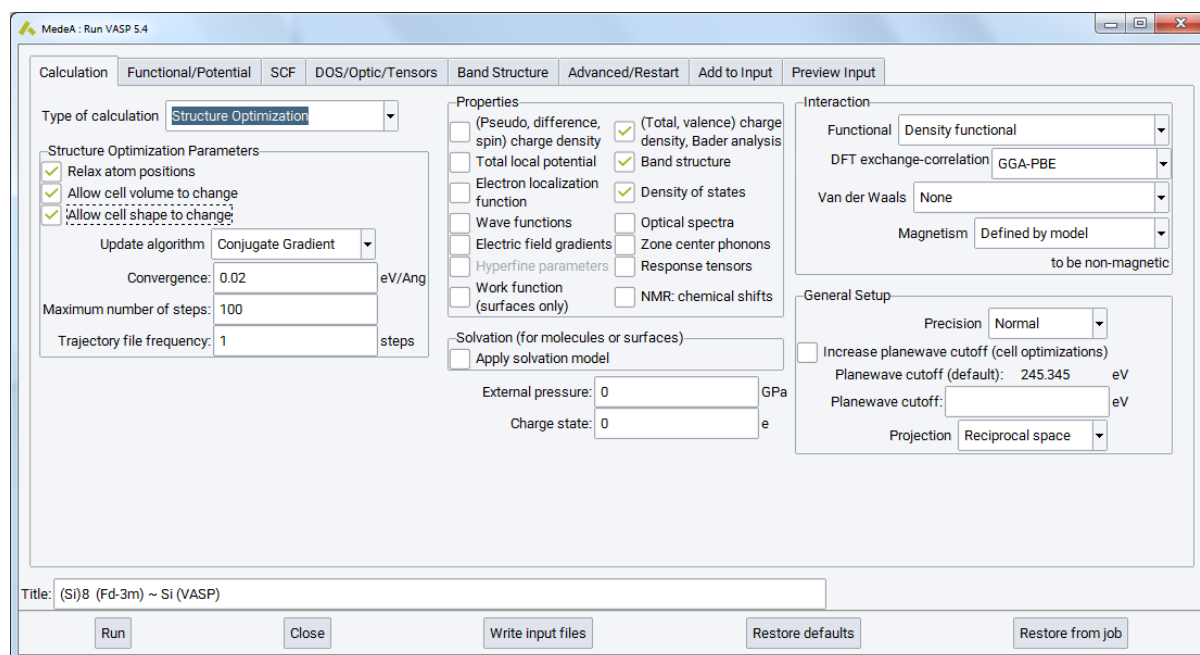 MedeA : Run VASP 5.4
Calculation Functional/Potential SCF DOS/Optic/Tensors Band Structure Advanced/Restart Add to Input Preview Input
Type of calculation Structure Optimization
Structure Optimization Parameters
Relax atom positions
Allow cell volume to change
Allow cell shape to change
Update algorithm Conjugate Gradient
Convergence: 0.02 eV/Ang
Maximum number of steps: 100
Trajectory file frequency: 1 steps
Properties
(Pseudo, difference,
spin) charge density
(Total, valence) charge
density, Bader analysis
Total local potential
Band structure
Electron localization
function
Density of states
Wave functions
Optical spectra
Electric field gradients
Zone center phonons
Hyperfine parameters
Response tensors
Work function
(surfaces only)
NMR: chemical shifts
Solvation (for molecules or surfaces)
Apply solvation model
External pressure: 0 GPa
Charge state: 0 e
Interaction
Functional Density functional
DFT exchange-correlation GGA-PBE
Van der Waals None
Magnetism Defined by model
to be non-magnetic
General Setup
Precision Normal
Increase planewave cutoff (cell optimizations)
Planewave cutoff (default): 245.345 eV
Planewave cutoff: eV
Projection Reciprocal space
Title: (Si)8 (Fd-3m) ~ Si (VASP)
Run Close Write input files Restore defaults Restore from job